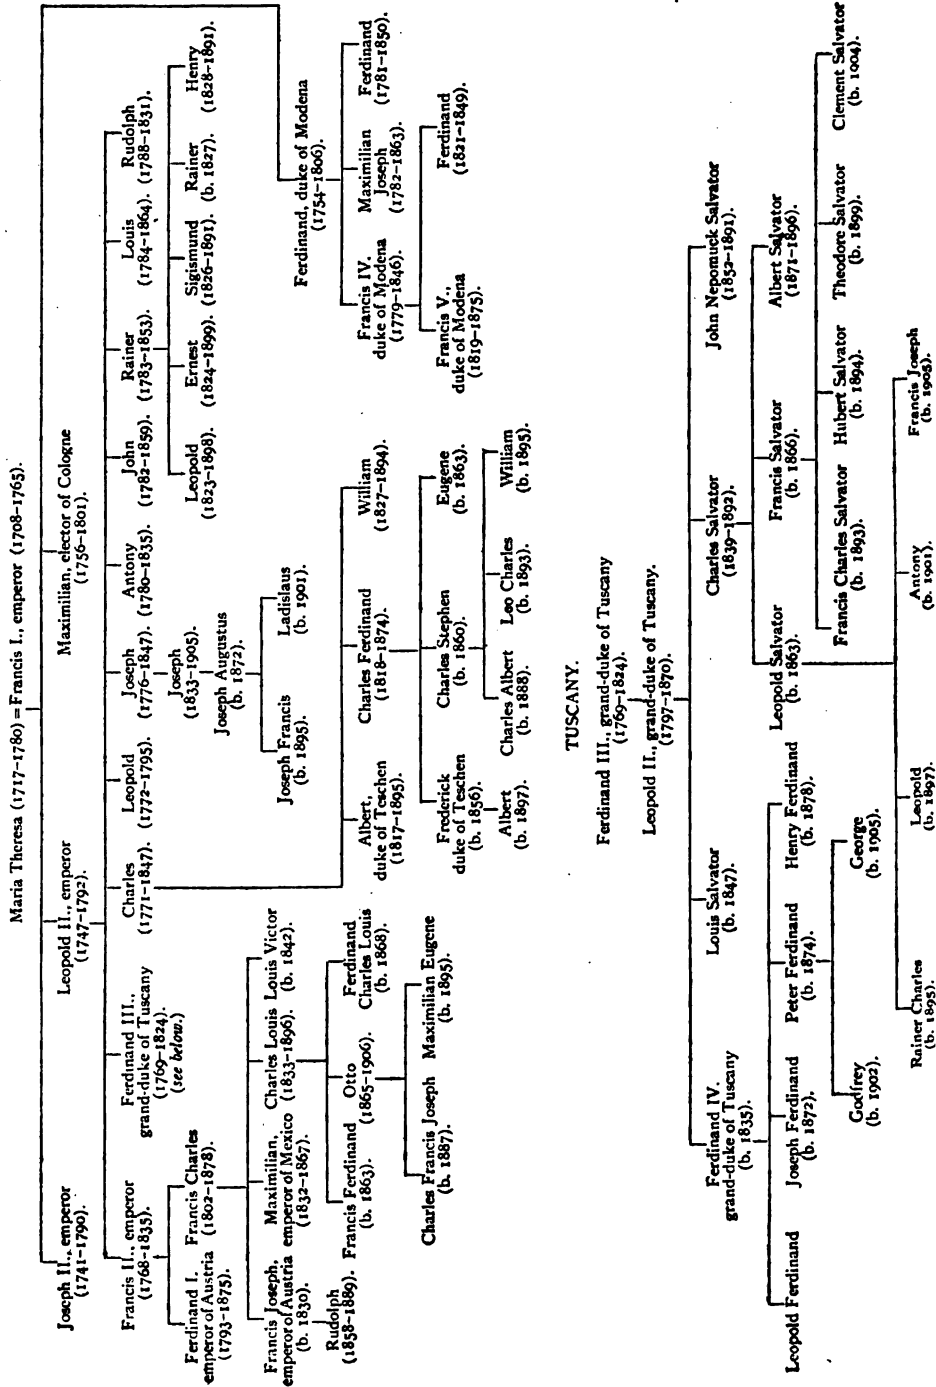 Maria Theresa (1717-1780) = Francis I., emperor (1708-1765).
Joseph II., emperor
(1741-1790).
Leopold II., emperor
(1747-1792).
Maximilian, elector of Cologne
(1756-1801).
Francis II., emperor
(1768-1835).
Ferdinand III.,
grand-duke of Tuscany
(1769-1824).
(see below.)
Charles
(1771-1847).
Leopold
(1772-1795).
Joseph
(1776-1847).
Antony
(1780-1835).
John
(1782-1859).
Rainer
(1783-1853).
Louis
(1784-1864).
Rudolph
(1788-1831).
Ferdinand I.
emperor of Austria
(1793-1875).
Francis Charles
(1802-1878).
Joseph
(1833-1905).
Joseph Augustus
(b. 1872).
Joseph Francis
(b. 1895).
Ladislaus
(b. 1901).
Leopold
(1823-1898).
Ernest
(1824-1899).
Sigismund
(1826-1891).
Rainer
(b. 1827).
Henry
(1828-1891).
Francis Joseph,
emperor of Austria
(b. 1830).
Maximilian,
emperor of Mexico
(1832-1867).
Charles Louis
(1833-1896).
Louis Victor
(b. 1842).
Rudolph
(1858-1889).
Francis Ferdinand
(b. 1863).
Otto
(1865-1906).
Ferdinand
Charles Louis
(b. 1868).
Charles Francis Joseph
(b. 1887).
Maximilian Eugene
(b. 1895).
Albert,
duke of Teschen
(1817-1895).
Charles Ferdinand
(1818-1874).
William
(1827-1894).
Frederick
duke of Teschen
(b. 1856).
Charles Stephen
(b. 1860).
Eugene
(b. 1863).
Albert
(b. 1897).
Charles Albert
(b. 1888).
Leo Charles
(b. 1893).
William
(b. 1895).
Ferdinand, duke of Modena
(1754-1806).
Francis IV.
duke of Modena
(1779-1846).
Maximilian
Joseph
(1782-1863).
Ferdinand
(1781-1850).
Francis V.,
duke of Modena
(1819-1875).
Ferdinand
(1821-1849).
TUSCANY.
Ferdinand III., grand-duke of Tuscany
(1769-1824).
Leopold II., grand-duke of Tuscany.
(1797-1870).
Ferdinand IV.
grand-duke of Tuscany
(b. 1835).
Louis Salvator
(b. 1847).
Charles Salvator
(1839-1892).
John Nepomuck Salvator
(1852-1891).
Leopold Ferdinand
Joseph Ferdinand
(b. 1872).
Peter Ferdinand
(b. 1874).
Henry Ferdinand
(b. 1878).
Leopold Salvator
(b. 1863).
Francis Salvator
(b. 1866).
Albert Salvator
(1871-1896).
Godfrey
(b. 1902).
George
(b. 1905).
Francis Charles Salvator
(b. 1893).
Hubert Salvator
(b. 1894).
Theodore Salvator
(b. 1899).
Clement Salvator
(b. 1904).
Rainer Charles
(b. 1895).
Leopold
(b. 1897).
Antony
(b. 1901).
Francis Joseph
(b. 1905).